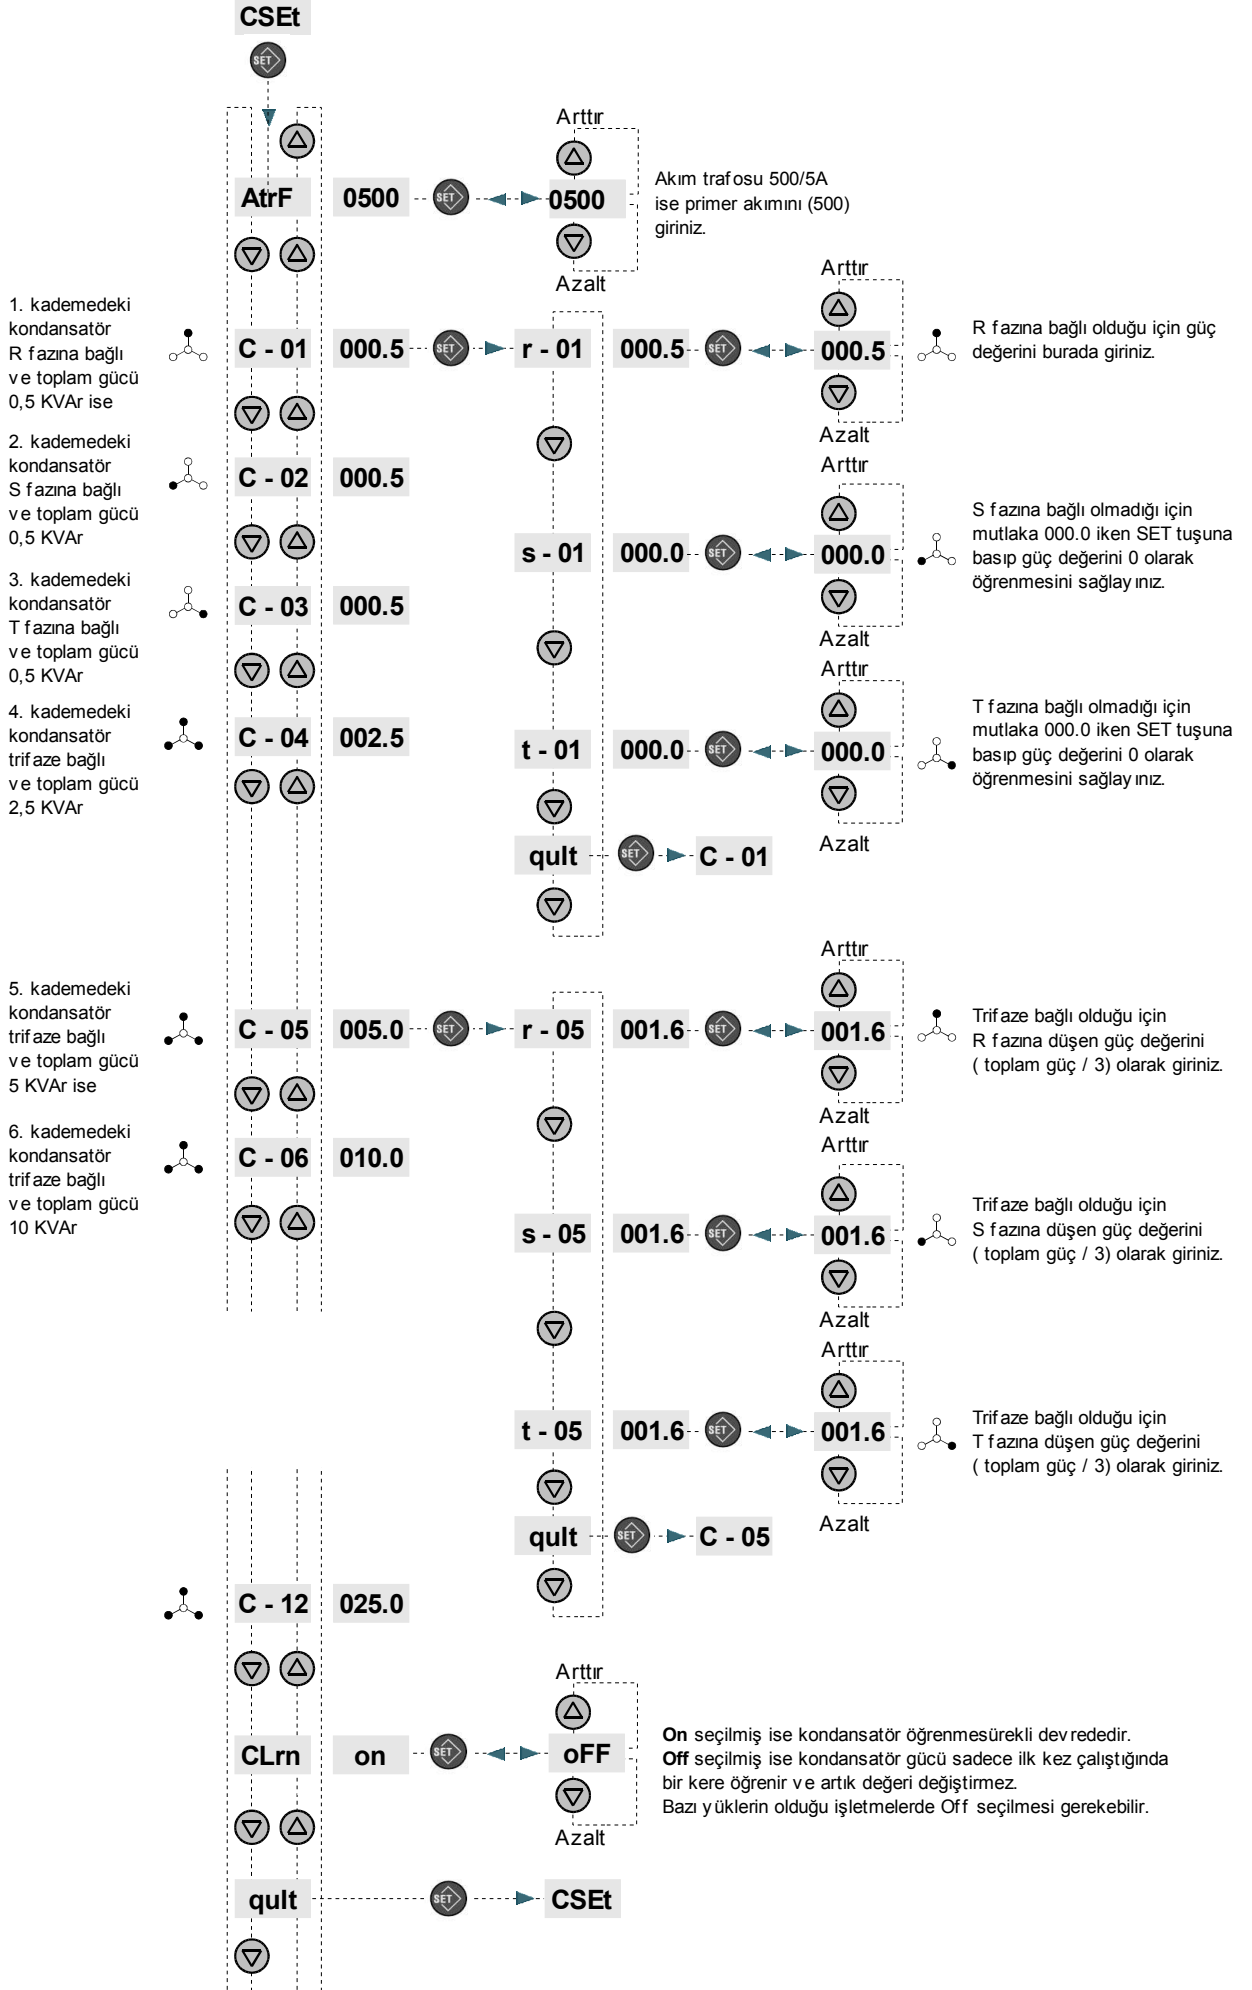 CSEt
SET
Arttır
AtrF 0500 SET 0500
Akım trafosu 500/5A
ise primer akımını (500)
giriniz.
Azalt
1. kademedeki
kondansatör
R fazına bağlı
ve toplam gücü
0,5 KVAr ise
C - 01 000.5 SET r - 01 000.5 SET
Arttır
000.5
Azalt
R fazına bağlı olduğu için güç
değerini burada giriniz.
2. kademedeki
kondansatör
S fazına bağlı
ve toplam gücü
0,5 KVAr
C - 02 000.5
Arttır
s - 01 000.0 SET 000.0
Azalt
S fazına bağlı olmadığı için
mutlaka 000.0 iken SET tuşuna
basıp güç değerini 0 olarak
öğrenmesini sağlayınız.
3. kademedeki
kondansatör
T fazına bağlı
ve toplam gücü
0,5 KVAr
C - 03 000.5
4. kademedeki
kondansatör
trifaze bağlı
ve toplam gücü
2,5 KVAr
C - 04 002.5
Arttır
t - 01 000.0 SET 000.0
Azalt
T fazına bağlı olmadığı için
mutlaka 000.0 iken SET tuşuna
basıp güç değerini 0 olarak
öğrenmesini sağlayınız.
quIt SET C - 01
5. kademedeki
kondansatör
trifaze bağlı
ve toplam gücü
5 KVAr ise
C - 05 005.0 SET r - 05 001.6 SET
Arttır
001.6
Azalt
Trifaze bağlı olduğu için
R fazına düşen güç değerini
( toplam güç / 3) olarak giriniz.
6. kademedeki
kondansatör
trifaze bağlı
ve toplam gücü
10 KVAr
C - 06 010.0
Arttır
s - 05 001.6 SET 001.6
Azalt
Trifaze bağlı olduğu için
S fazına düşen güç değerini
( toplam güç / 3) olarak giriniz.
Arttır
t - 05 001.6 SET 001.6
Azalt
Trifaze bağlı olduğu için
T fazına düşen güç değerini
( toplam güç / 3) olarak giriniz.
quIt SET C - 05
C - 12 025.0
Arttır
CLrn on SET oFF
Azalt
On seçilmiş ise kondansatör öğrenmesürekli devrededir.
Off seçilmiş ise kondansatör gücü sadece ilk kez çalıştığında
bir kere öğrenir ve artık değeri değiştirmez.
Bazı yüklerin olduğu işletmelerde Off seçilmesi gerekebilir.
quIt SET CSEt